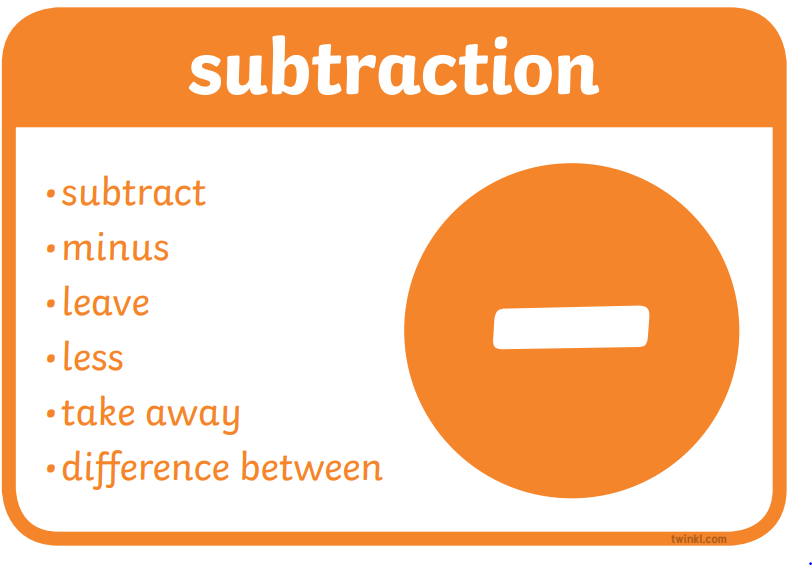 subtraction
• subtract
• minus
• leave
• less
• take away
• difference between
twinkl.com